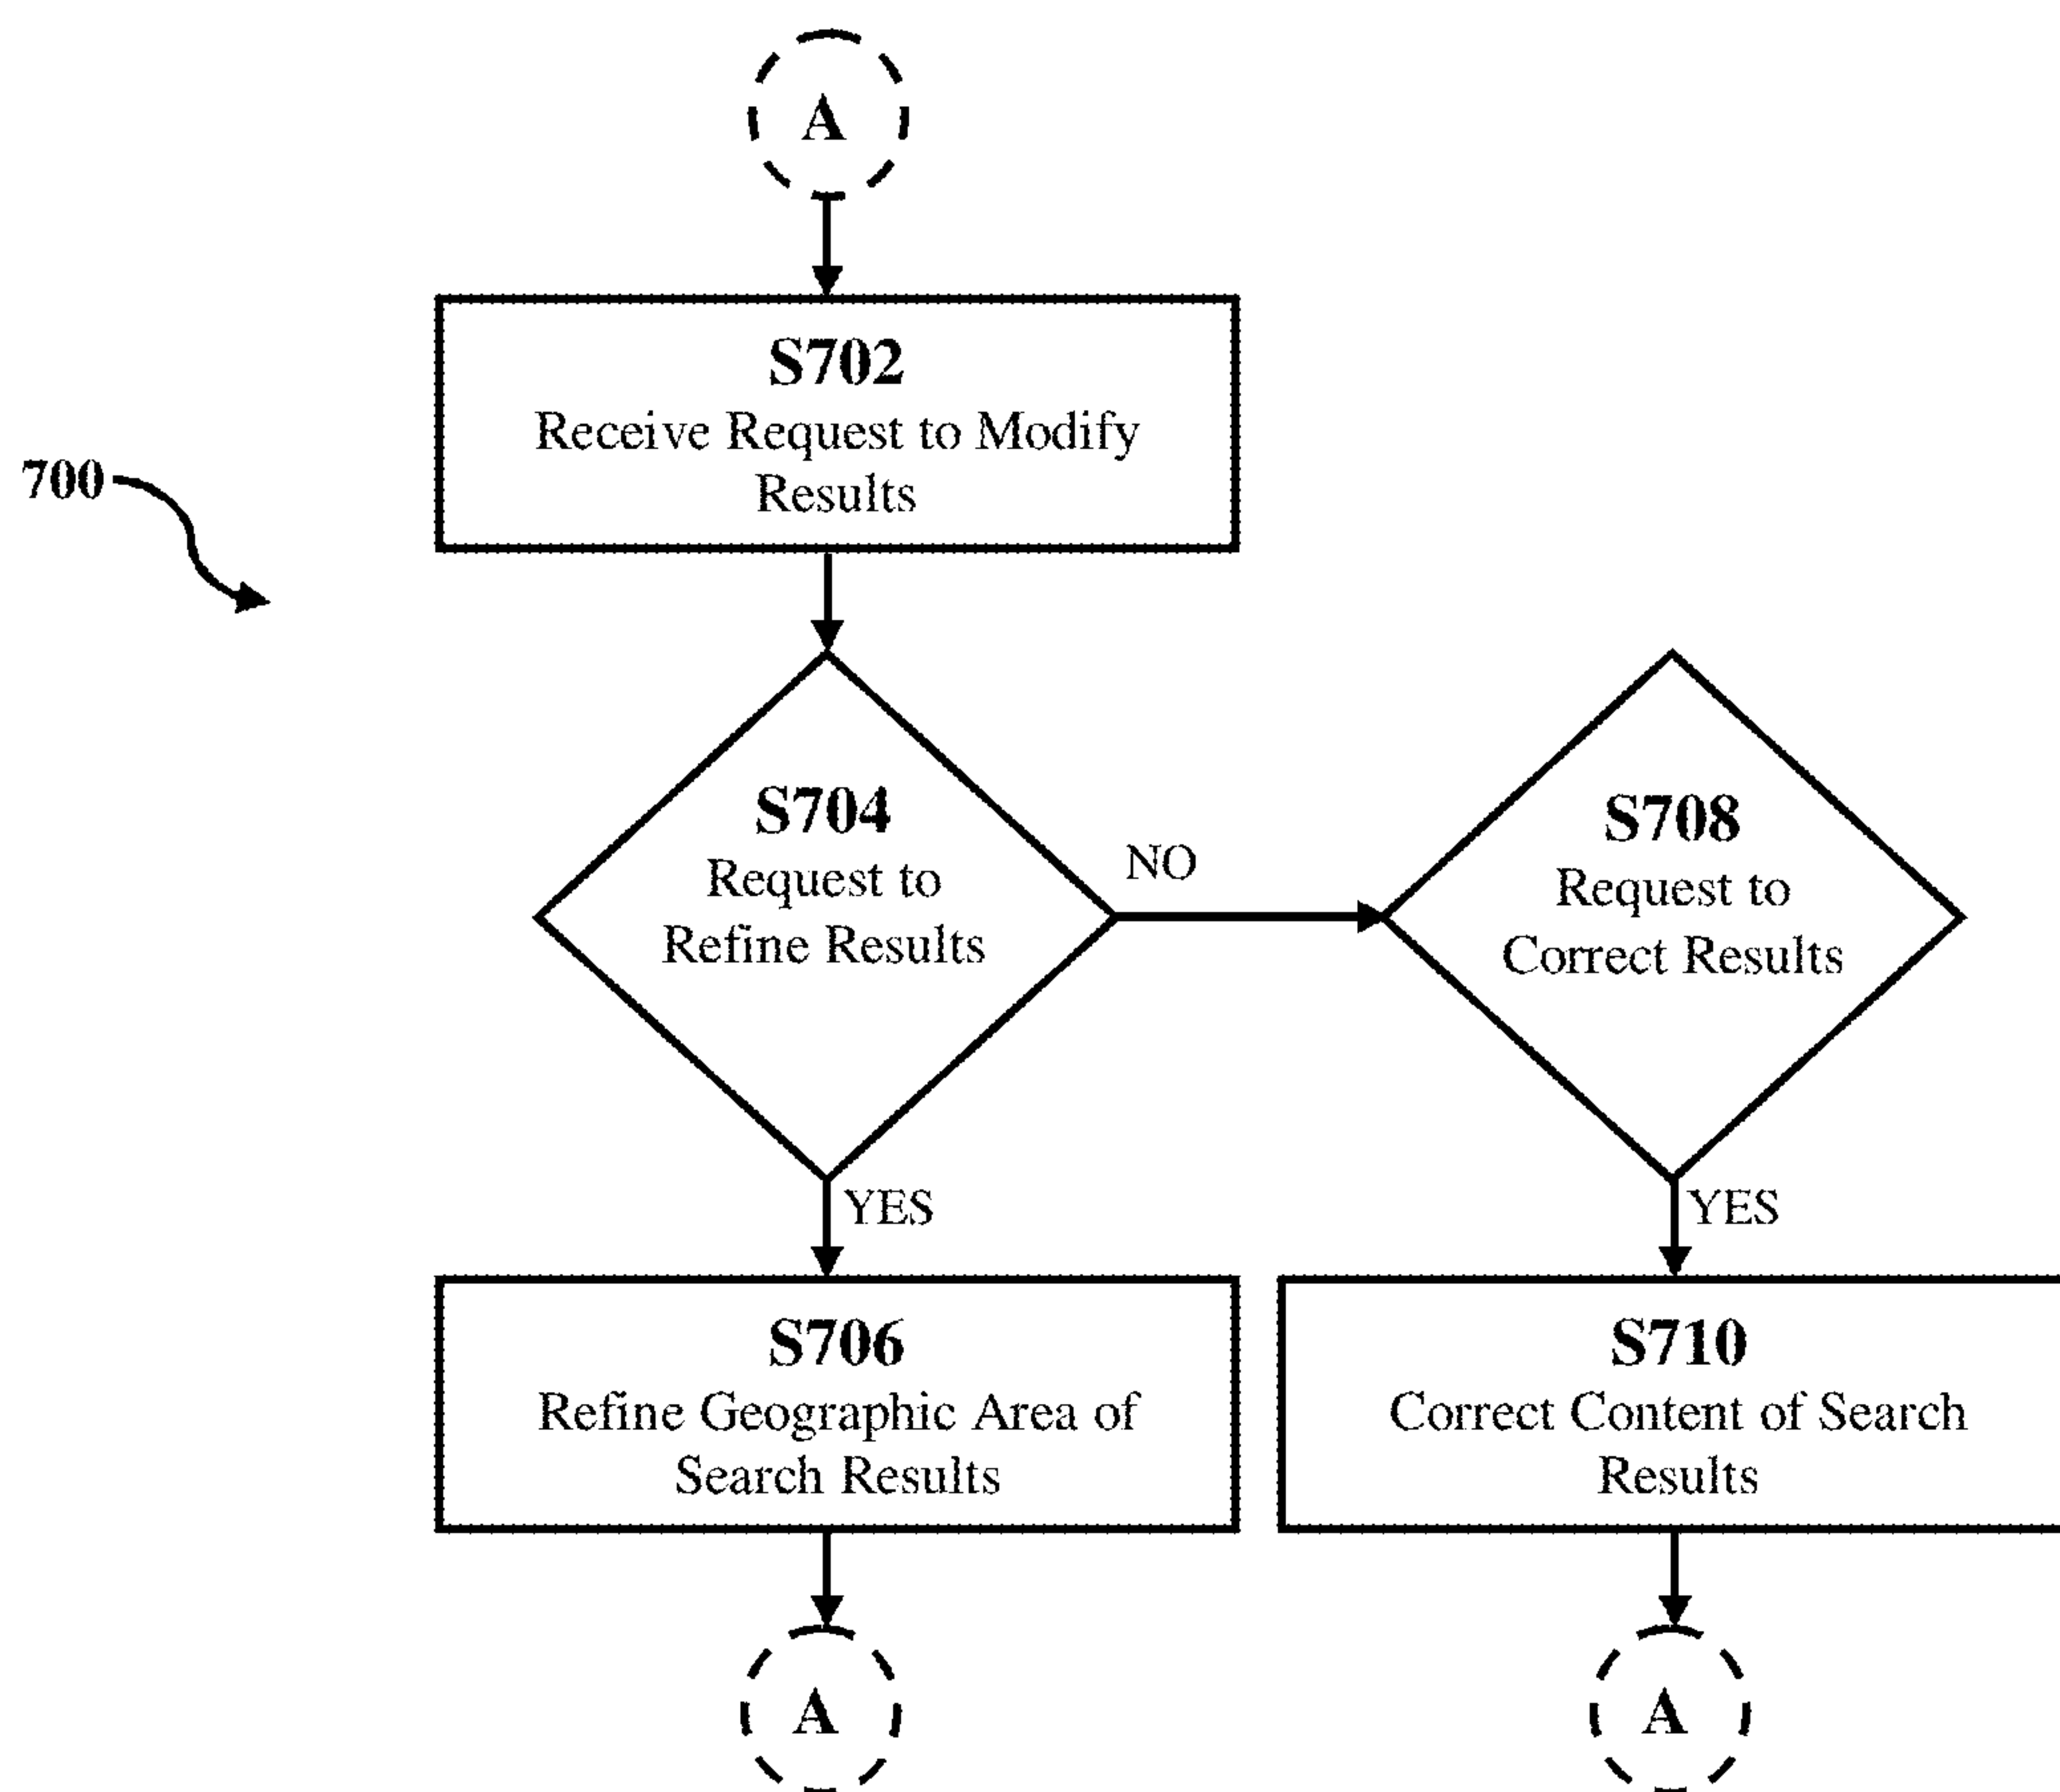 A
S702
Receive Request to Modify
Results
700
S704
Request to
Refine Results
NO
S708
Request to
Correct Results
YES
YES
S706
Refine Geographic Area of
Search Results
S710
Correct Content of Search
Results
A
A